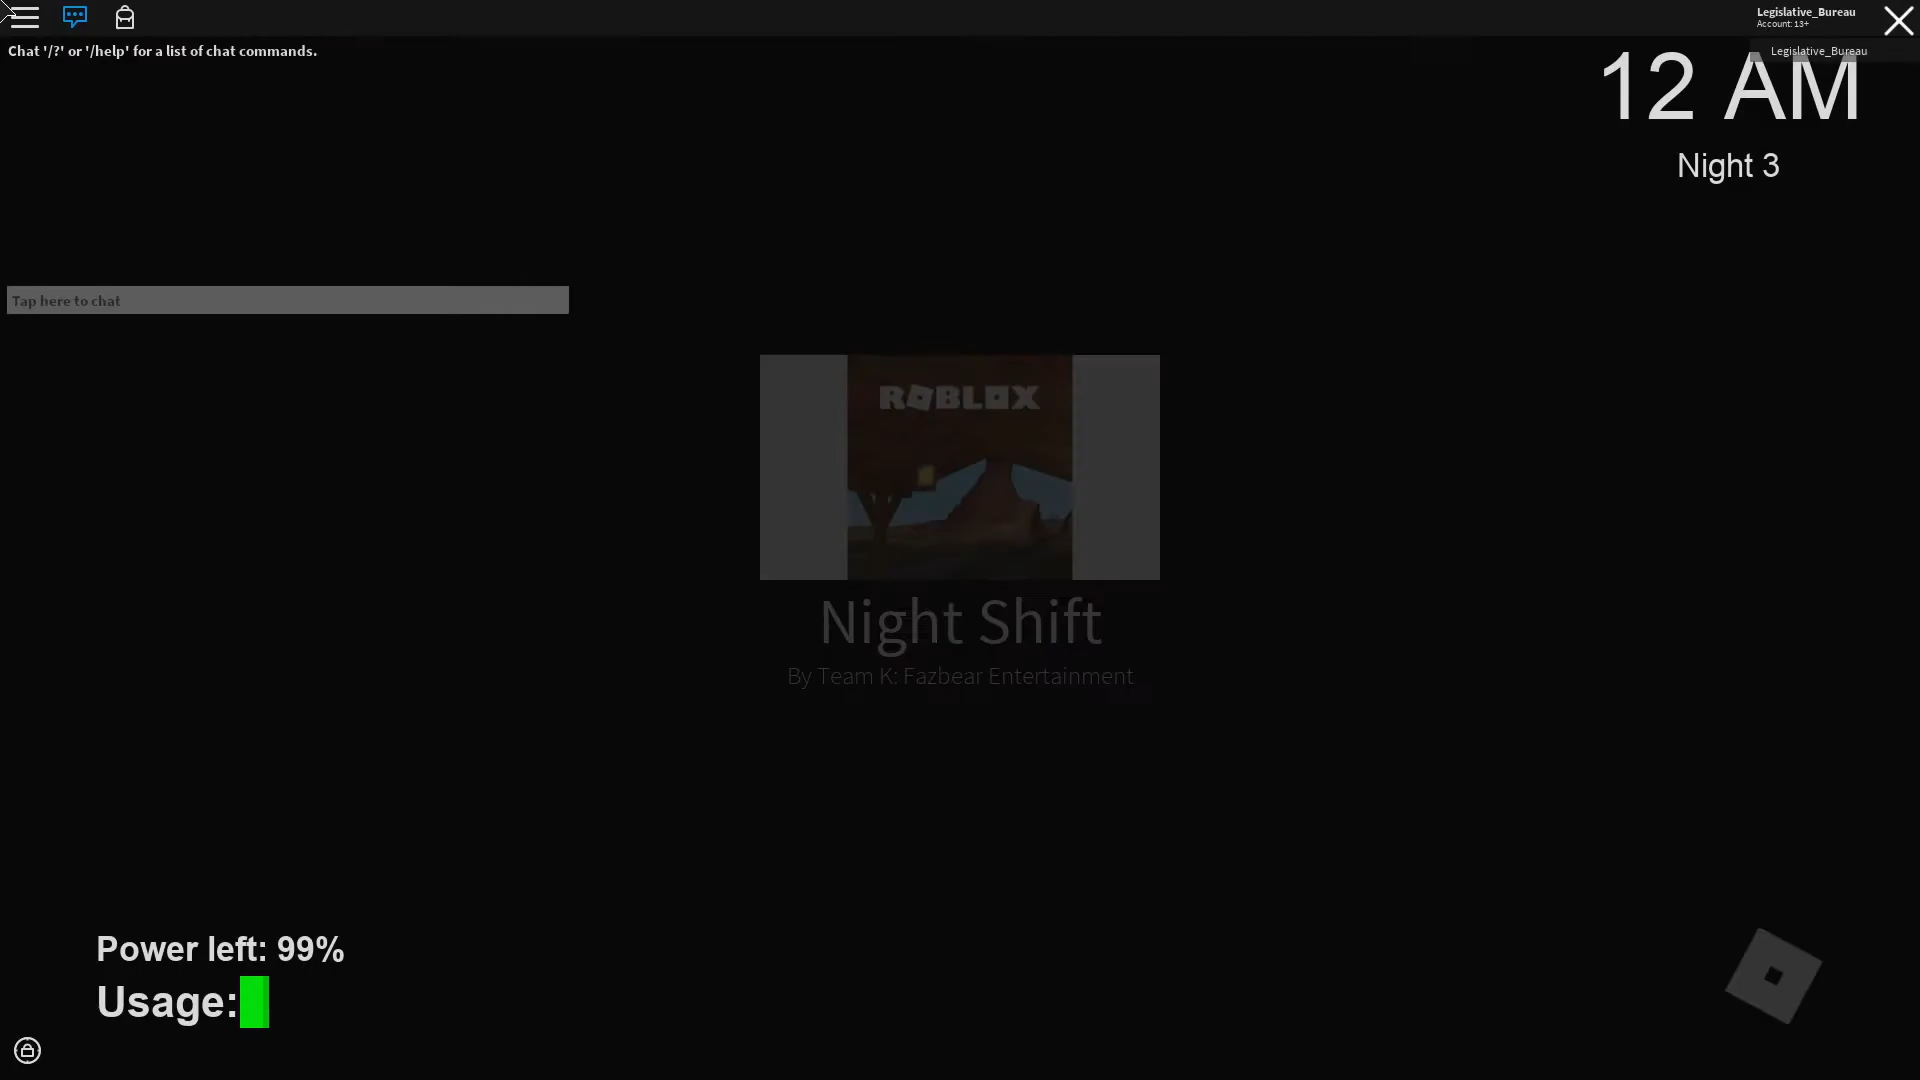 Legislative_Bureau
Account: 13+
Chat '/?' or '/help' for a list of chat commands.
Legislative_Bureau
12 AM
Night 3
Tap here to chat
ROBLOX
Night Shift
By Team K: Fazbear Entertainment
Power left: 99%
Usage: